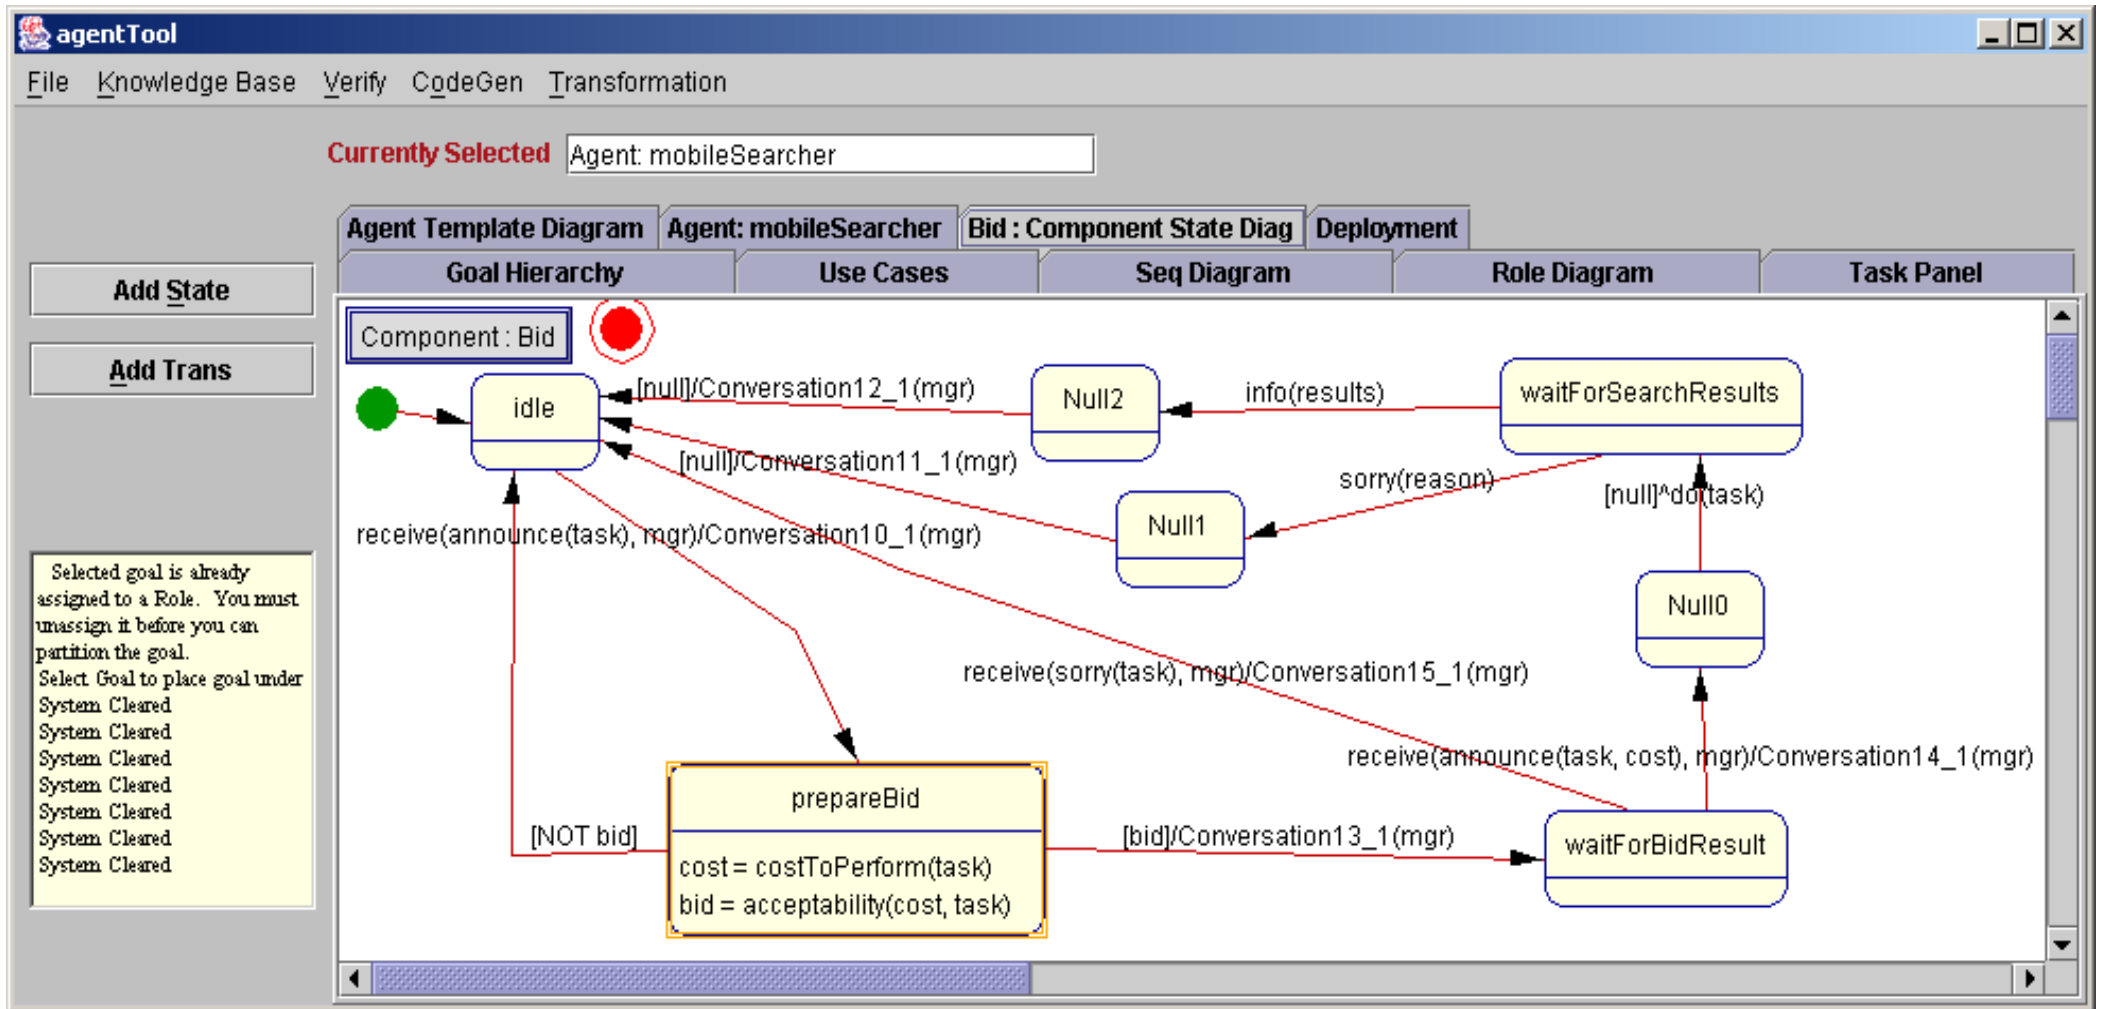 agentTool
File Knowledge Base Verify CodeGen Transformation
Currently Selected Agent: mobileSearcher
Agent Template Diagram Agent: mobileSearcher Bid : Component State Diag Deployment
Goal Hierarchy Use Cases Seq Diagram Role Diagram Task Panel
Add State
Add Trans
Selected goal is already
assigned to a Role. You must
unassign it before you can
partition the goal.
Select Goal to place goal under
System Cleared
System Cleared
System Cleared
System Cleared
System Cleared
System Cleared
System Cleared
Component : Bid
idle
[null]/Conversation12_1(mgr)
Null2
info(results)
waitForSearchResults
[null]/Conversation11_1(mgr)
sorry(reason)
[null]^do(task)
Null1
receive(announce(task), mgr)/Conversation10_1(mgr)
Null0
receive(sorry(task), mgr)/Conversation15_1(mgr)
receive(announce(task, cost), mgr)/Conversation14_1(mgr)
prepareBid
[NOT bid]
cost = costToPerform(task)
bid = acceptability(cost, task)
[bid]/Conversation13_1(mgr)
waitForBidResult